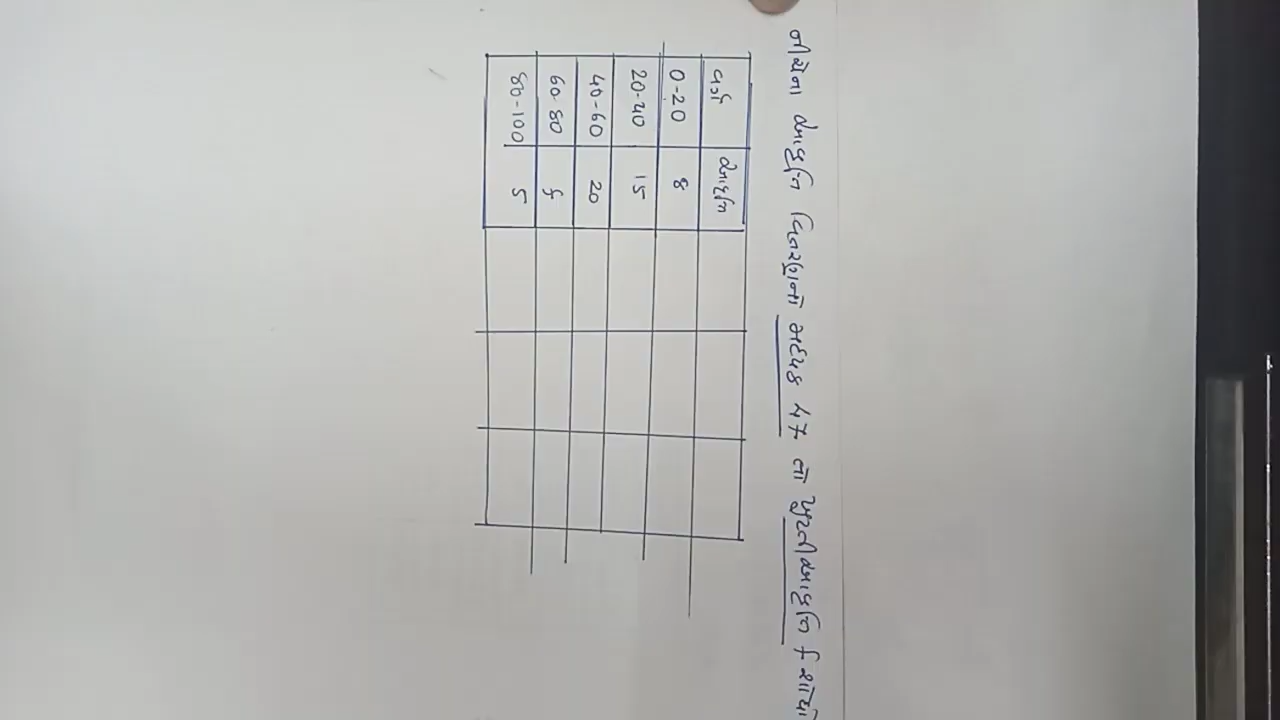 નીચેના આવૃત્તિ વિતરણનો મધ્યક 47 તો ખુટતી આવૃત્તિ f શોધો
વર્ગ આવૃત્તિ
0-20 8
20-40 15
40-60 20
60-80 f
80-100 5